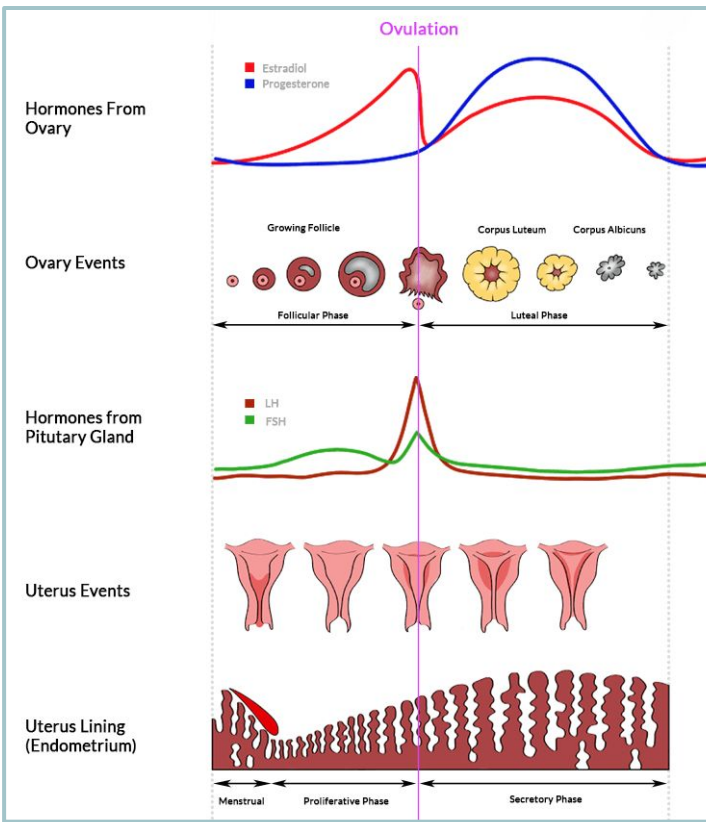 Ovulation
Estradiol
Progesterone
Hormones From
Ovary
Growing Follicle
Corpus Luteum
Corpus Albicuns
Ovary Events
Follicular Phase
Luteal Phase
LH
FSH
Hormones from
Pitutary Gland
Uterus Events
Uterus Lining
(Endometrium)
Menstrual
Proliferative Phase
Secretory Phase